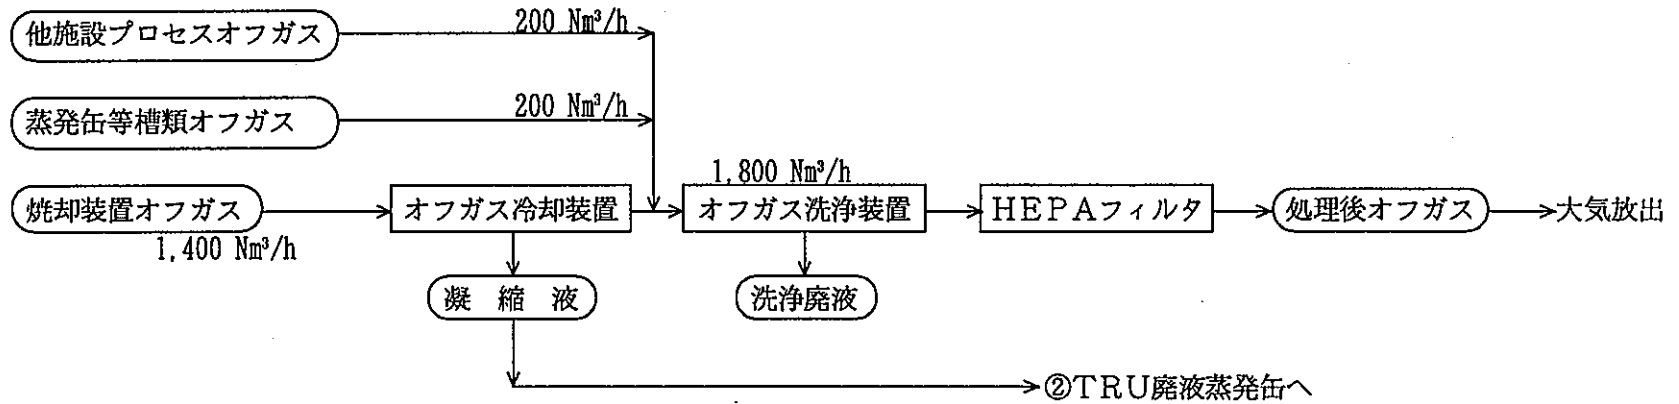 他施設プロセスオフガス
200 Nm³/h
蒸発缶等槽類オフガス
200 Nm³/h
1,800 Nm³/h
焼却装置オフガス
オフガス冷却装置
オフガス洗浄装置
HEPAフィルタ
処理後オフガス
大気放出
1,400 Nm³/h
凝 縮 液
洗浄廃液
②TRU廃液蒸発缶へ